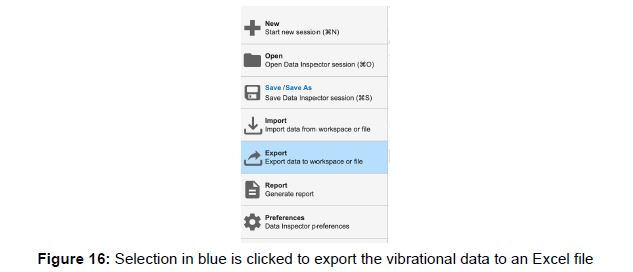 New
Start new session (⌘N)
Open
Open Data Inspector session (⌘O)
Save /Save As
Save Data Inspector session (⌘S)
Import
Import data from workspace or file
Export
Export data to workspace or file
Report
Generate report
Preferences
Data Inspector preferences
Figure 16: Selection in blue is clicked to export the vibrational data to an Excel file